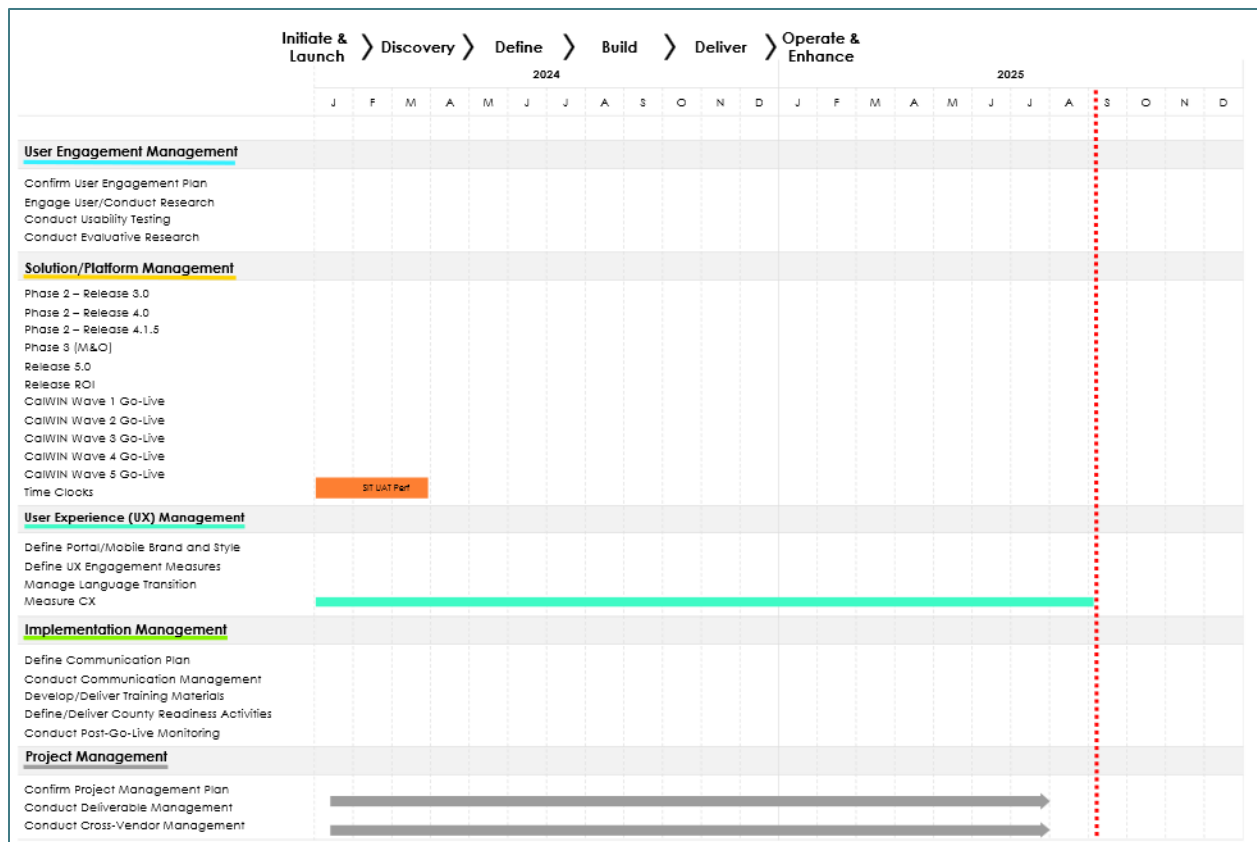 Initiate & Launch Discovery Define Build Deliver Operate & Enhance
2024 2025
J F M A M J J A S O N D J F M A M J J A S O N D
User Engagement Management
Confirm User Engagement Plan
Engage User/Conduct Research
Conduct Usability Testing
Conduct Evaluative Research
Solution/Platform Management
Phase 2 – Release 3.0
Phase 2 – Release 4.0
Phase 2 – Release 4.1.5
Phase 3 (M&O)
Release 5.0
Release ROI
CalWIN Wave 1 Go-Live
CalWIN Wave 2 Go-Live
CalWIN Wave 3 Go-Live
CalWIN Wave 4 Go-Live
CalWIN Wave 5 Go-Live
Time Clocks SIT UAT Perf
User Experience (UX) Management
Define Portal/Mobile Brand and Style
Define UX Engagement Measures
Manage Language Transition
Measure CX
Implementation Management
Define Communication Plan
Conduct Communication Management
Develop/Deliver Training Materials
Define/Deliver County Readiness Activities
Conduct Post-Go-Live Monitoring
Project Management
Confirm Project Management Plan
Conduct Deliverable Management
Conduct Cross-Vendor Management